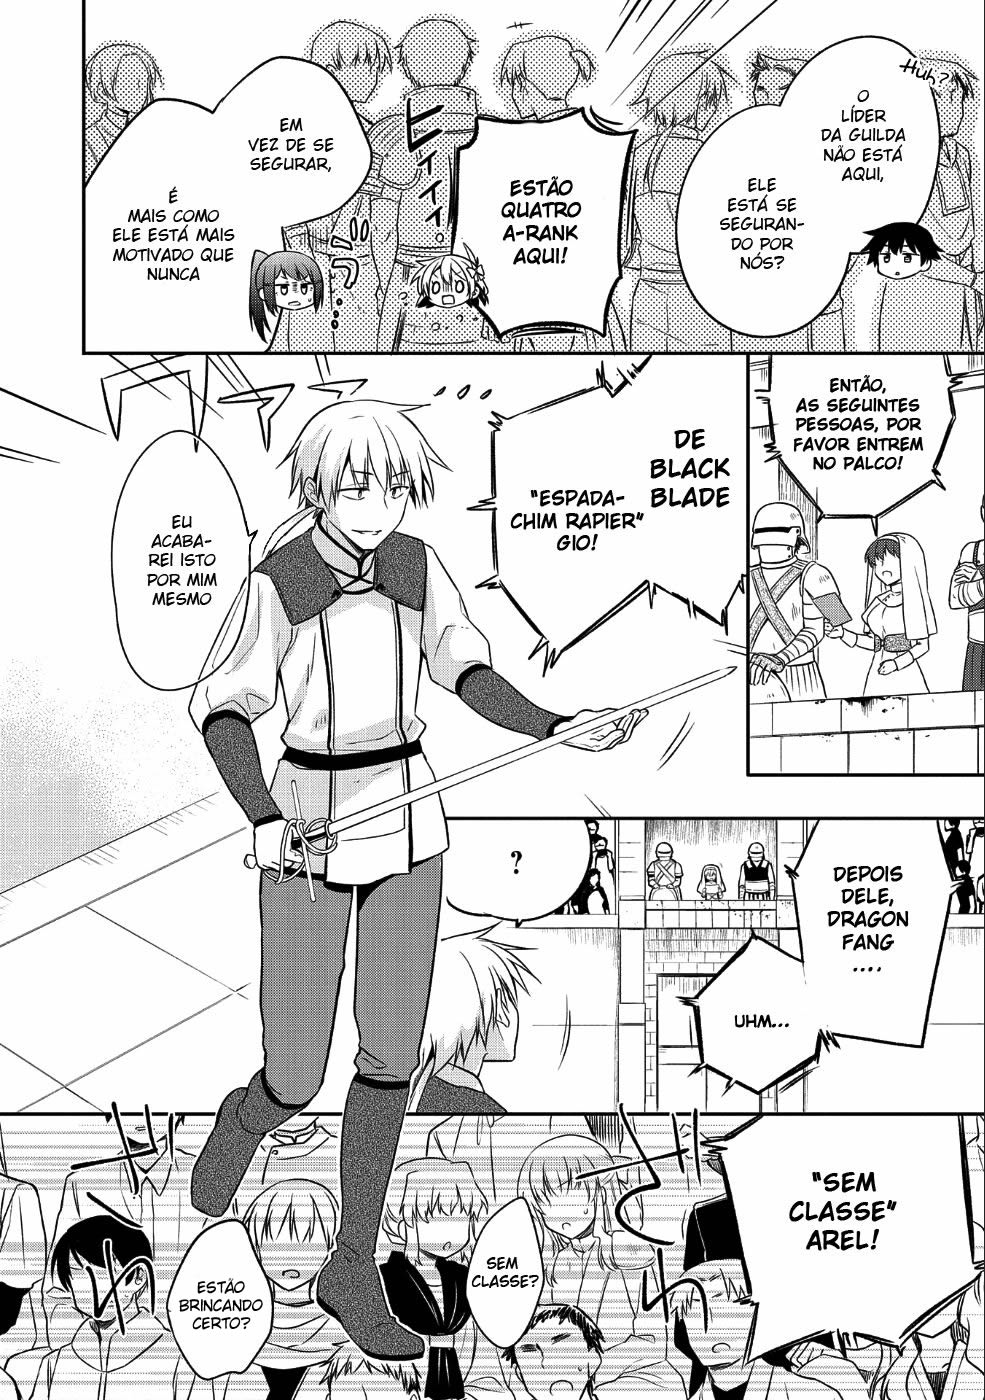 Huh?
O
LÍDER
DA GUILDA
NÃO ESTÁ
AQUI,
ELE
ESTÁ SE
SEGURAN-
DO POR
NÓS?
ESTÃO
QUATRO
A-RANK
AQUI!
EM
VEZ DE SE
SEGURAR,
É
MAIS COMO
ELE ESTÁ MAIS
MOTIVADO QUE
NUNCA
ENTÃO,
AS SEGUINTES
PESSOAS, POR
FAVOR ENTREM
NO PALCO!
DE
BLACK
BLADE
"ESPADA-
CHIM RAPIER"
GIO!
EU
ACABA-
REI ISTO
POR MIM
MESMO
DEPOIS
DELE,
DRAGON
FANG
....
UHM...
?
"SEM
CLASSE"
AREL!
SEM
CLASSE?
ESTÃO
BRINCANDO
CERTO?